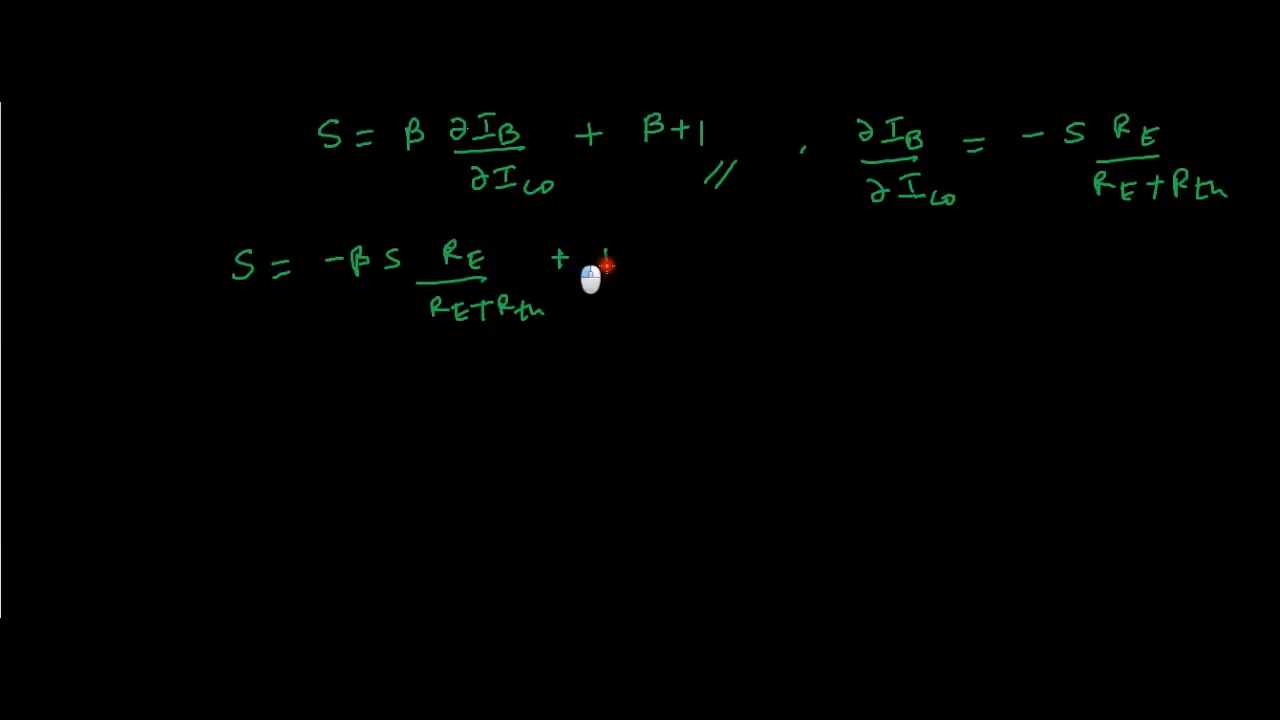 S = β ∂I_B/∂I_co + β+1 // . ∂I_B/∂I_co = - S R_E/(R_E+R_th)
S = -β S R_E/(R_E+R_th) +